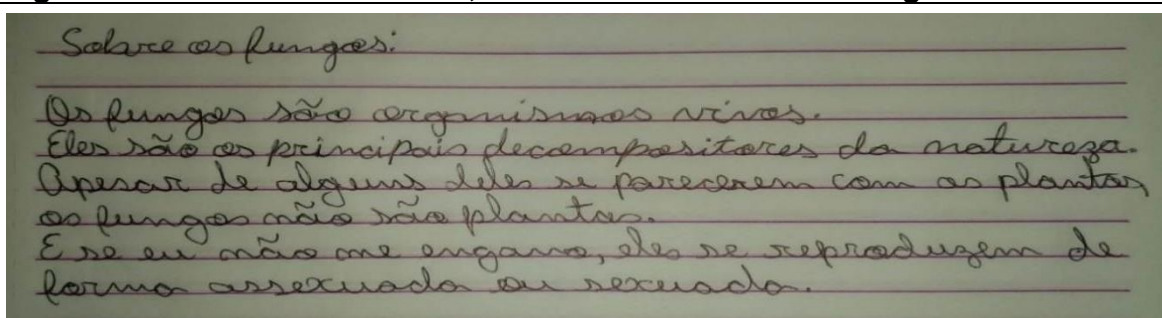 Sobre os fungos:
Os fungos são organismos vivos.
Eles são os principais decompositores da natureza.
Apesar de alguns deles se parecerem com as plantas,
os fungos não são plantas.
E se eu não me engano, eles se reproduzem de
forma assexuada ou sexuada.